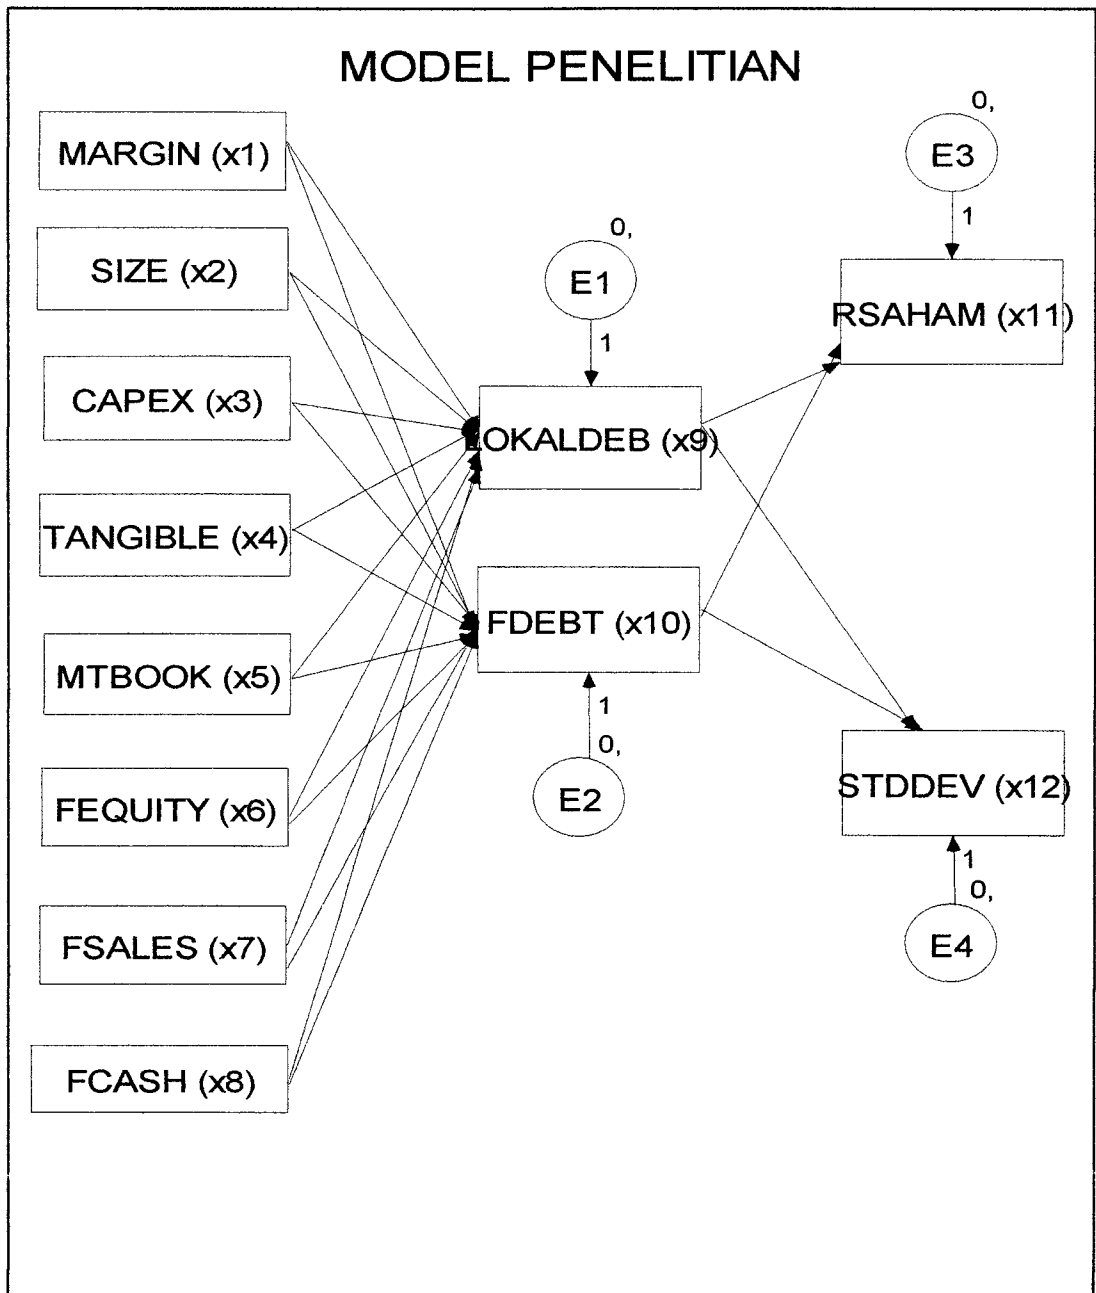 MODEL PENELITIAN
MARGIN (x1)
SIZE (x2)
CAPEX (x3)
TANGIBLE (x4)
MTBOOK (x5)
FEQUITY (x6)
FSALES (x7)
FCASH (x8)
0,
E1
1
LOKALDEB (x9)
FDEBT (x10)
1
0,
E2
0,
E3
1
RSAHAM (x11)
STDDEV (x12)
1
0,
E4